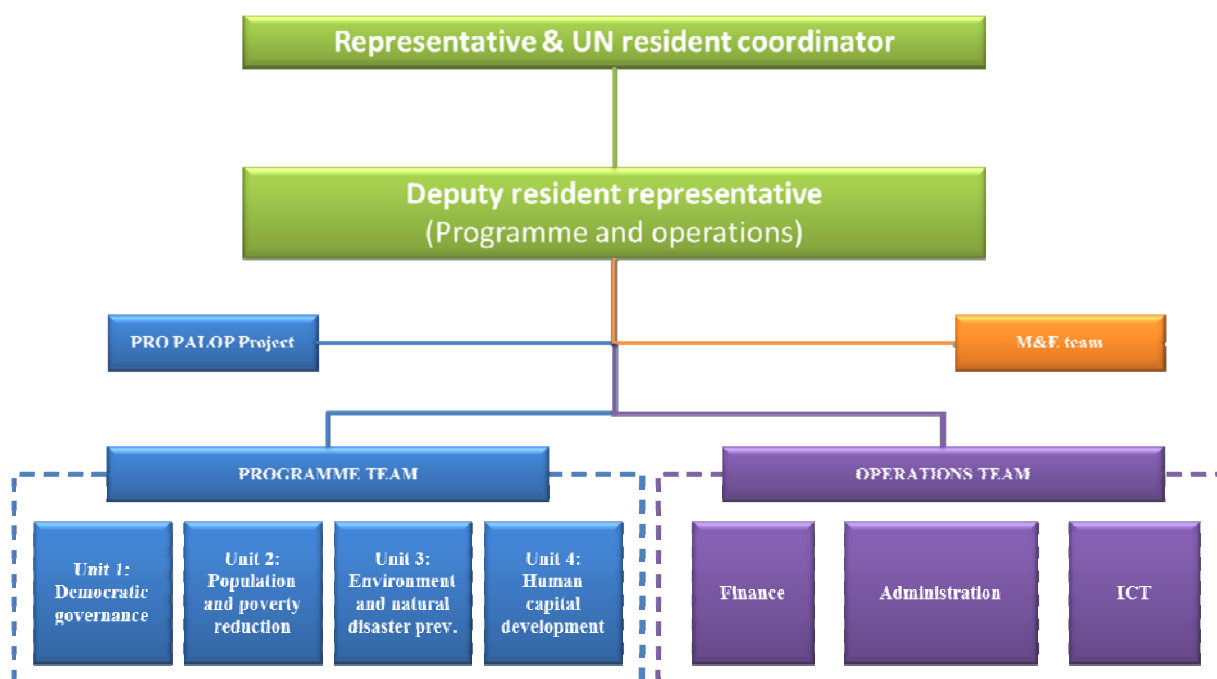 Representative & UN resident coordinator
Deputy resident representative
(Programme and operations)
PRO PALOP Project
M&E team
PROGRAMME TEAM
OPERATIONS TEAM
Unit 1:
Democratic
governance
Unit 2:
Population
and poverty
reduction
Unit 3:
Environment
and natural
disaster prev.
Unit 4:
Human
capital
development
Finance
Administration
ICT